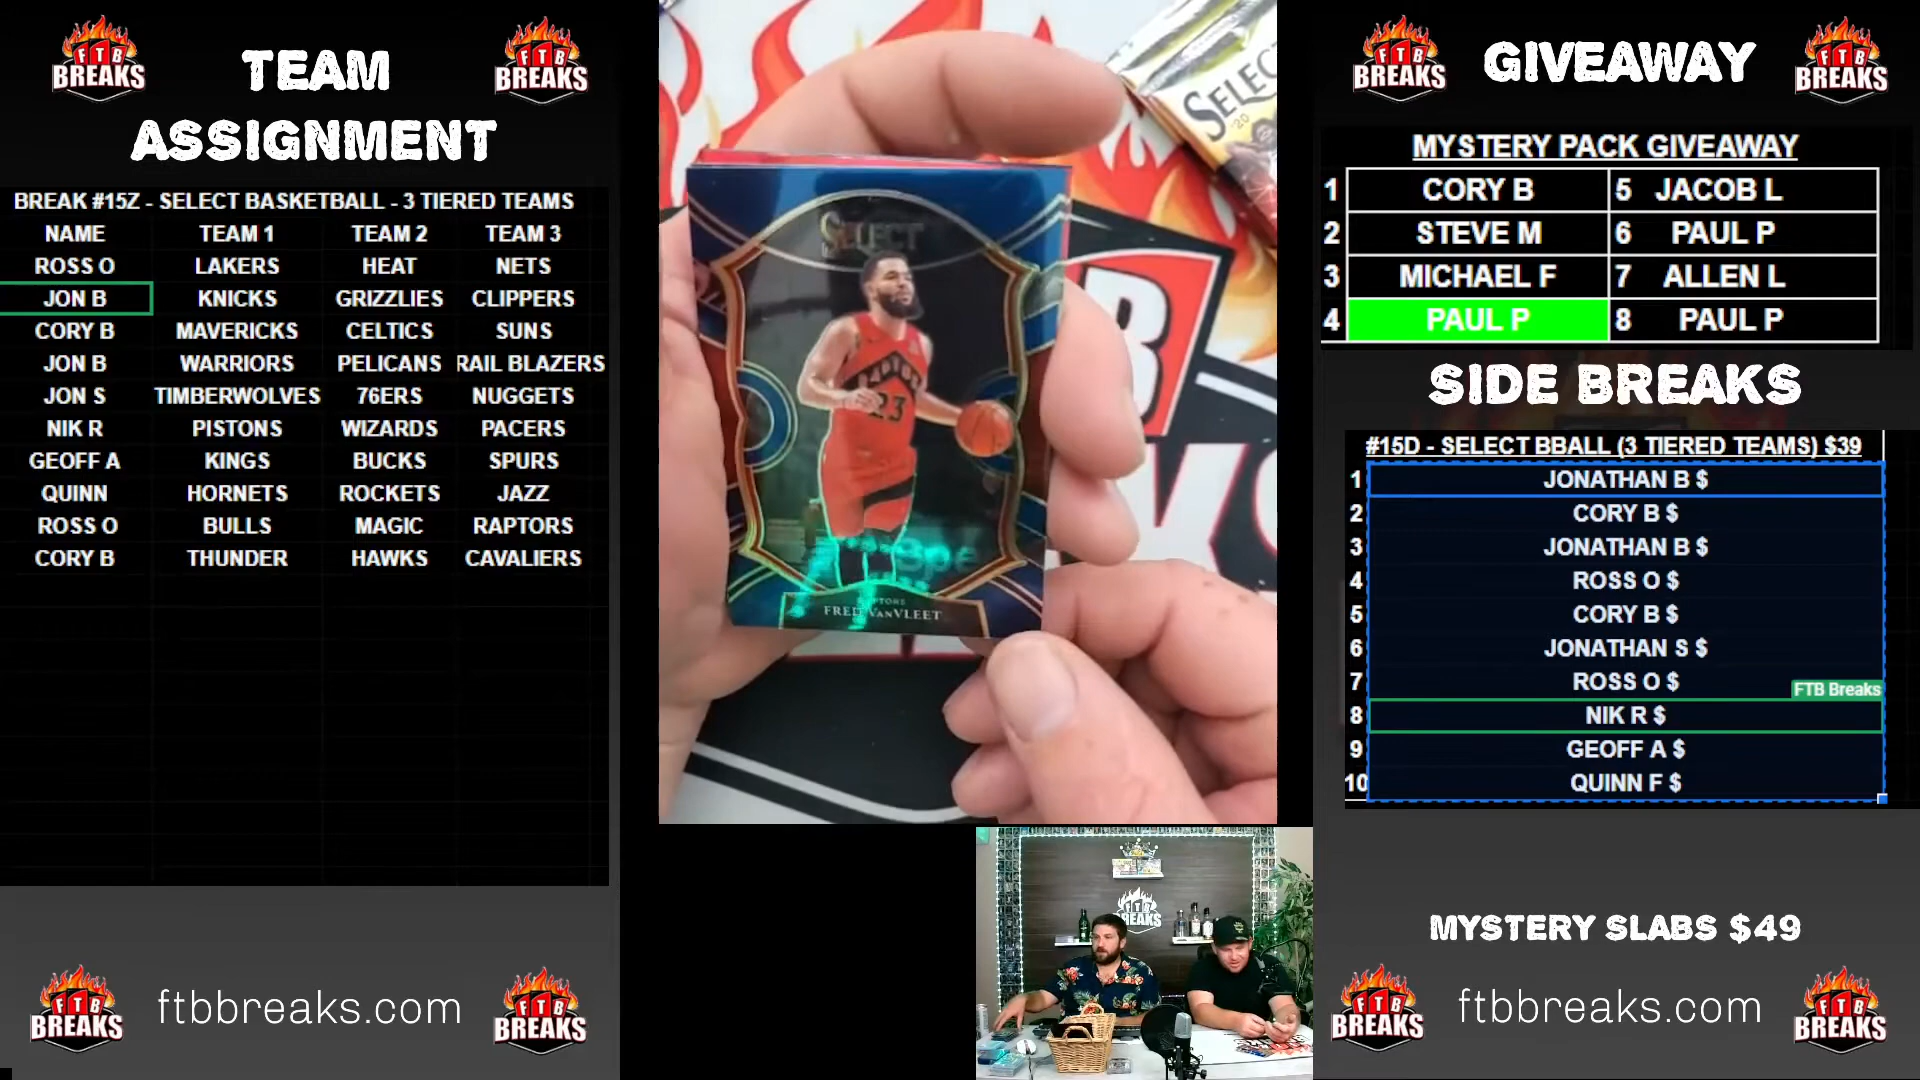 FTB BREAKS
TEAM
ASSIGNMENT
FTB BREAKS
BREAK #15Z - SELECT BASKETBALL - 3 TIERED TEAMS
NAME TEAM 1 TEAM 2 TEAM 3
ROSS O LAKERS HEAT NETS
JON B KNICKS GRIZZLIES CLIPPERS
CORY B MAVERICKS CELTICS SUNS
JON B WARRIORS PELICANS RAIL BLAZERS
JON S TIMBERWOLVES 76ERS NUGGETS
NIK R PISTONS WIZARDS PACERS
GEOFF A KINGS BUCKS SPURS
QUINN HORNETS ROCKETS JAZZ
ROSS O BULLS MAGIC RAPTORS
CORY B THUNDER HAWKS CAVALIERS
FTB BREAKS
ftbbreaks.com
FTB BREAKS
SELECT
SELECT
23
FRED VANVLEET
FTB BREAKS
FTB BREAKS
GIVEAWAY
FTB BREAKS
MYSTERY PACK GIVEAWAY
1 CORY B 5 JACOB L
2 STEVE M 6 PAUL P
3 MICHAEL F 7 ALLEN L
4 PAUL P 8 PAUL P
SIDE BREAKS
#15D - SELECT BBALL (3 TIERED TEAMS) $39
1 JONATHAN B $
2 CORY B $
3 JONATHAN B $
4 ROSS O $
5 CORY B $
6 JONATHAN S $
7 ROSS O $
FTB Breaks
8 NIK R $
9 GEOFF A $
10 QUINN F $
MYSTERY SLABS $49
FTB BREAKS
ftbbreaks.com
FTB BREAKS